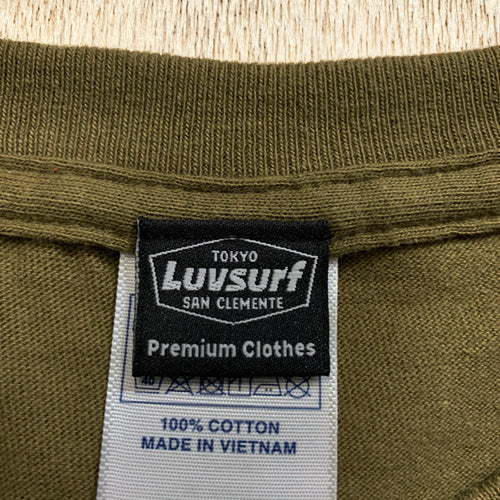 TOKYO
Luvsurf
SAN CLEMENTE
Premium Clothes
40
100% COTTON
MADE IN VIETNAM